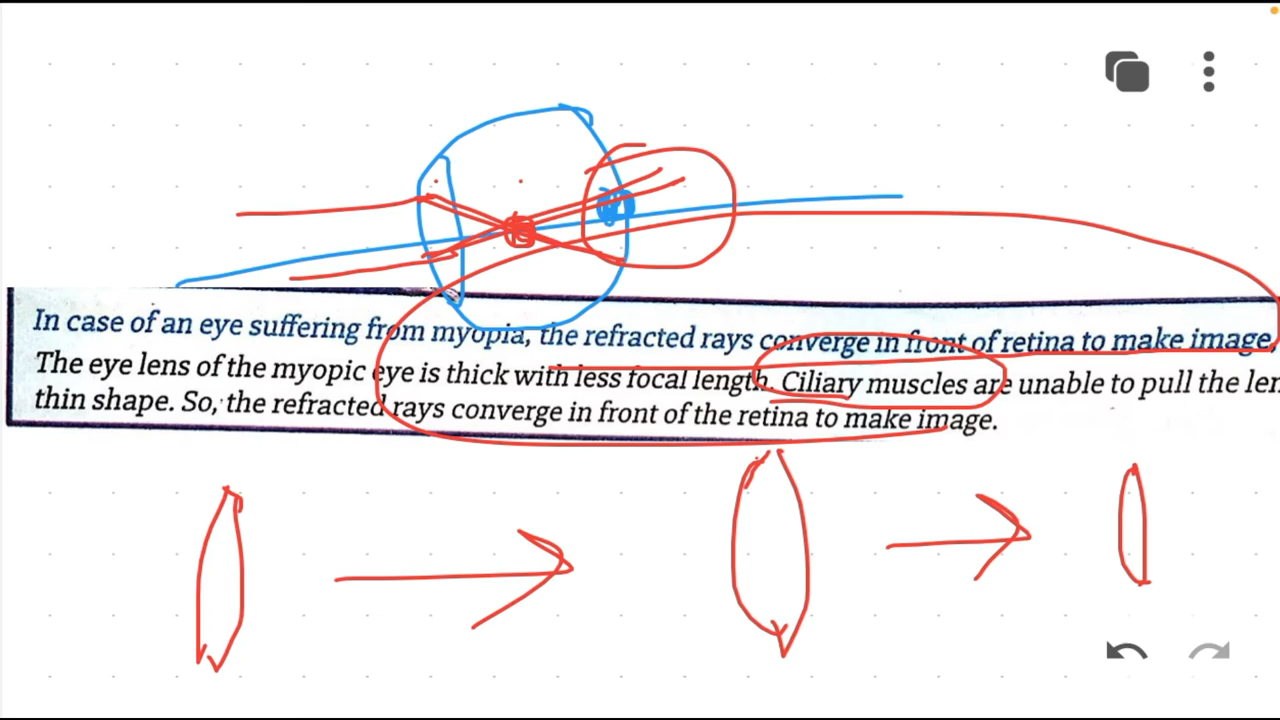 In case of an eye suffering from myopia, the refracted rays converge in front of retina to make image,
The eye lens of the myopic eye is thick with less focal length. Ciliary muscles are unable to pull the
thin shape. So, the refracted rays converge in front of the retina to make image.